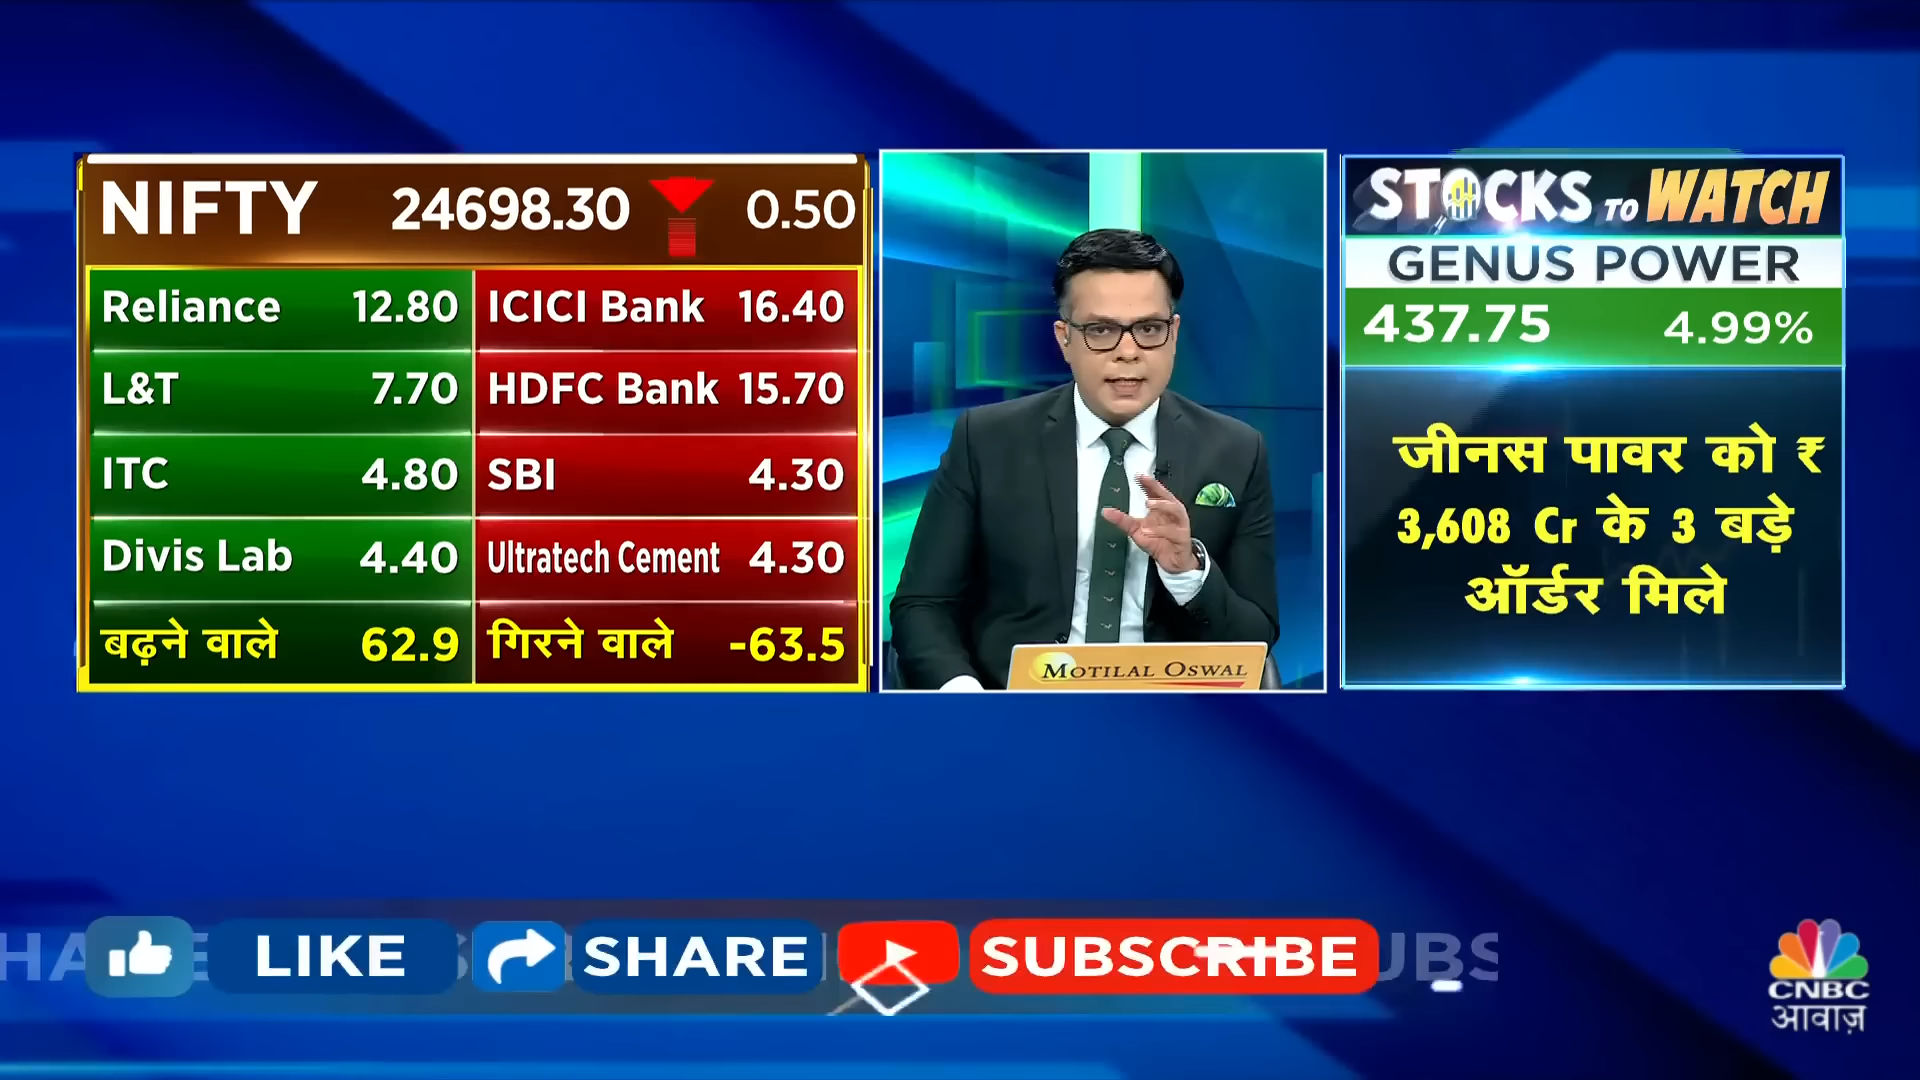 NIFTY 24698.30 0.50
Reliance 12.80 ICICI Bank 16.40
L&T 7.70 HDFC Bank 15.70
ITC 4.80 SBI 4.30
Divis Lab 4.40 Ultratech Cement 4.30
बढ़ने वाले 62.9 गिरने वाले -63.5
MOTILAL OSWAL
STOCKS TO WATCH
GENUS POWER
437.75 4.99%
जीनस पावर को ₹
3,608 Cr के 3 बड़े
ऑर्डर मिले
LIKE SHARE SUBSCRIBE
CNBC
आवाज़